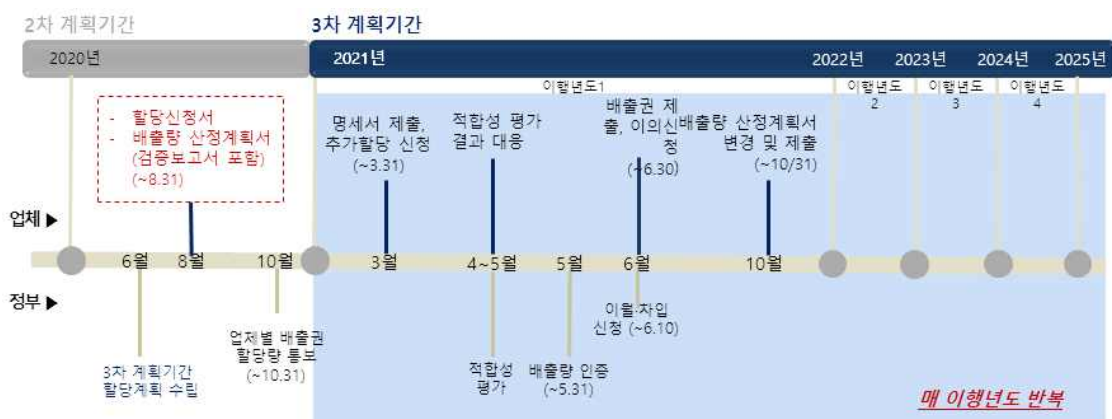 2차 계획기간
3차 계획기간
2020년
2021년
2022년
2023년
2024년
2025년
이행년도1
이행년도
2
이행년도
3
이행년도
4
- 할당신청서
- 배출량 산정계획서
(검증보고서 포함)
(~8.31)
명세서 제출,
추가할당 신청
(~3.31)
적합성 평가
결과 대응
배출권 제
출, 이의신
청
(~6.30)
배출량 산정계획서
변경 및 제출
(~10/31)
업체 ▶
6월
8월
10월
3월
4~5월
5월
6월
10월
정부 ▶
3차 계획기간
할당계획 수립
업체별 배출권
할당량 통보
(~10.31)
적합성
평가
배출량 인증
(~5.31)
이월·차입
신청 (~6.10)
매 이행년도 반복